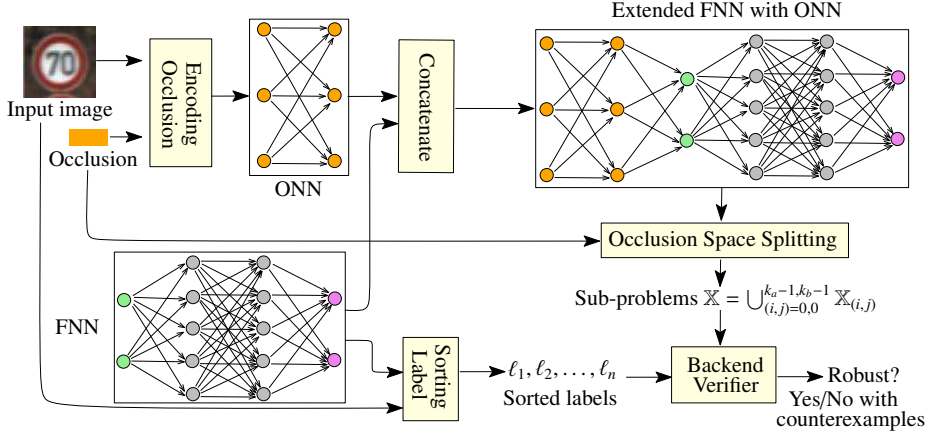 Extended FNN with ONN
70
Input image
Encoding
Occlusion
Occlusion
ONN
Concatenate
Occlusion Space Splitting
Sub-problems 𝕏 = ⋃_{(i,j)=0,0}^{k_a−1,k_b−1} 𝕏_{(i,j)}
FNN
Sorting
Label
ℓ₁, ℓ₂, . . . , ℓₙ
Sorted labels
Backend
Verifier
Robust?
Yes/No with
counterexamples